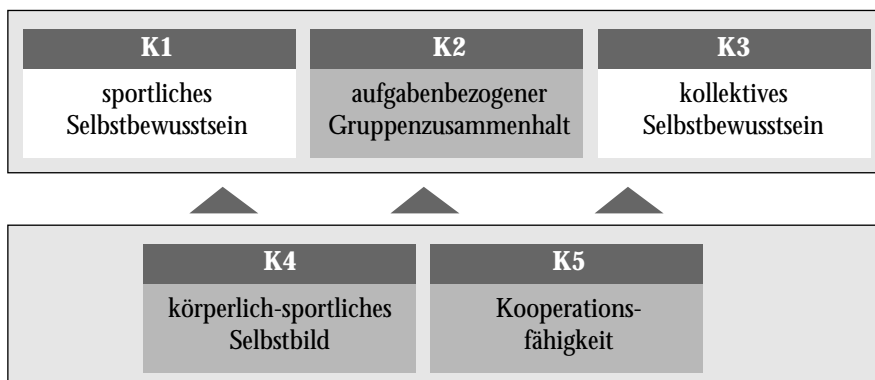 K1
sportliches
Selbstbewusstsein
K2
aufgabenbezogener
Gruppenzusammenhalt
K3
kollektives
Selbstbewusstsein
K4
körperlich-sportliches
Selbstbild
K5
Kooperations-
fähigkeit